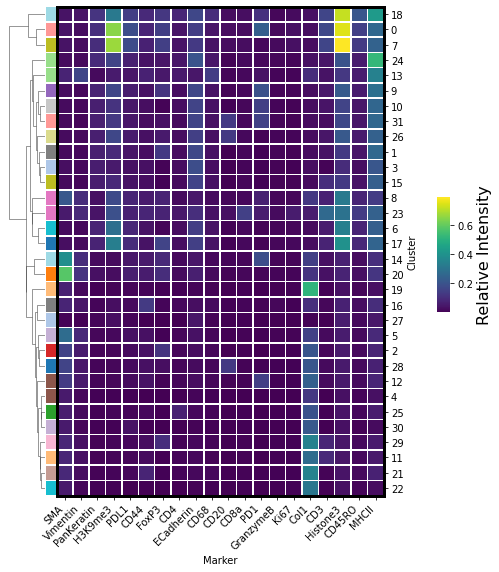 18
0
7
24
13
9
10
31
26
1
3
15
8
23
6
17
14
20
19
16
27
5
2
28
12
4
25
30
29
11
21
22
Cluster
0.6
0.4
0.2
Relative Intensity
SMA
Vimentin
PanKeratin
H3K9me3
PDL1
CD44
FoxP3
CD4
ECadherin
CD68
CD20
CD8a
PD1
GranzymeB
Ki67
Col1
CD3
Histone3
CD45RO
MHCII
Marker